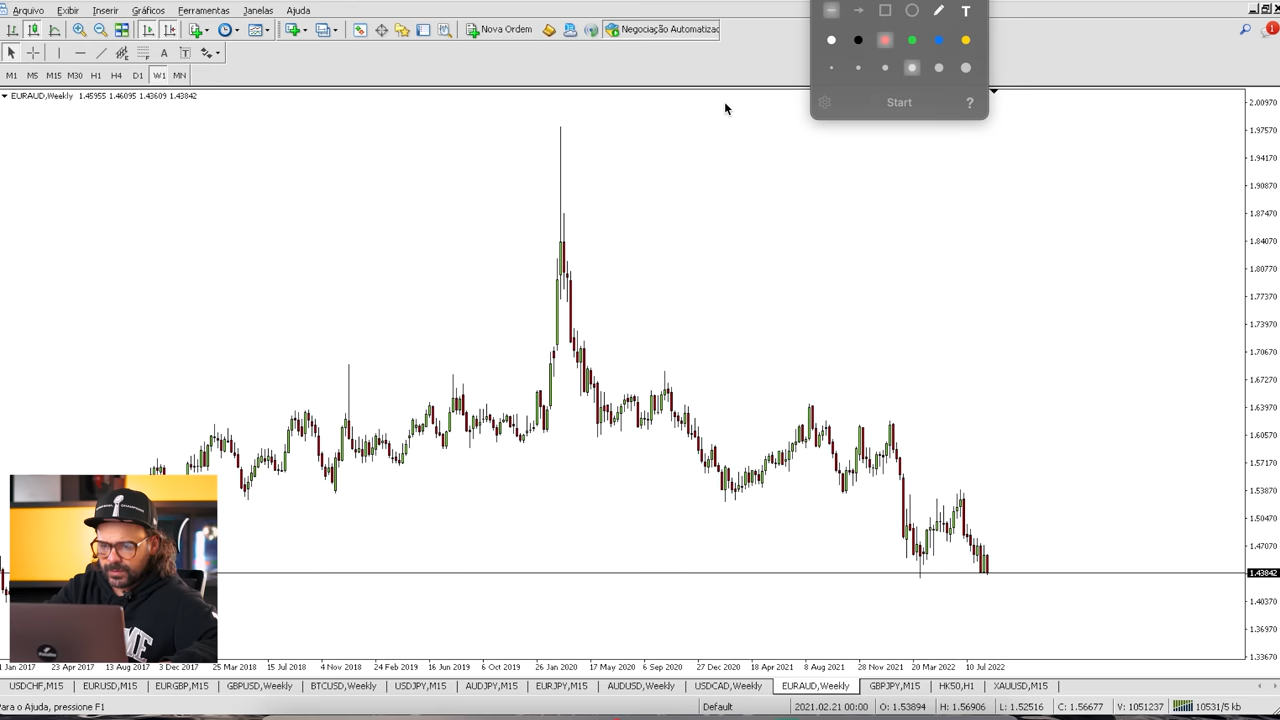 Arquivo Exibir Inserir Gráficos Ferramentas Janelas Ajuda
T
Nova Ordem Negociação Automatizac
1
M1 M5 M15 M30 H1 H4 D1 W1 MN
EURAUD,Weekly 1.45955 1.46095 1.43609 1.43842
Start ?
2.00970
1.97570
1.94170
1.90870
1.87470
1.84070
1.80770
1.77370
1.73970
1.70670
1.67270
1.63970
1.60570
1.57170
1.53870
1.50470
1.47070
1.43842
1.40370
1.36970
1.33670
1 Jan 2017 23 Apr 2017 13 Aug 2017 3 Dec 2017 25 Mar 2018 15 Jul 2018 4 Nov 2018 24 Feb 2019 16 Jun 2019 6 Oct 2019 26 Jan 2020 17 May 2020 6 Sep 2020 27 Dec 2020 18 Apr 2021 8 Aug 2021 28 Nov 2021 20 Mar 2022 10 Jul 2022
USDCHF,M15 EURUSD,M15 EURGBP,M15 GBPUSD,Weekly BTCUSD,Weekly USDJPY,M15 AUDJPY,M15 EURJPY,M15 AUDUSD,Weekly USDCAD,Weekly EURAUD,Weekly GBPJPY,M15 HK50,H1 XAUUSD,M15
Para o Ajuda, pressione F1 Default 2021.02.21 00:00 O: 1.53894 H: 1.56906 L: 1.52516 C: 1.56677 V: 1051237 10531/5 kb